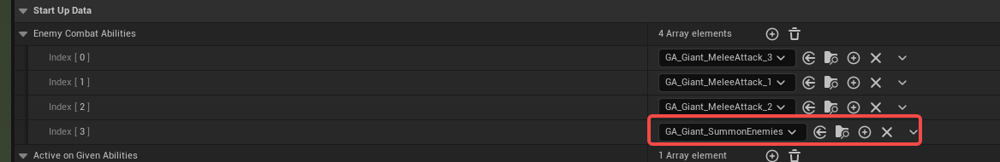 Start Up Data
Enemy Combat Abilities 4 Array elements
Index [ 0 ] GA_Giant_MeleeAttack_3
Index [ 1 ] GA_Giant_MeleeAttack_1
Index [ 2 ] GA_Giant_MeleeAttack_2
Index [ 3 ] GA_Giant_SummonEnemies
Active on Given Abilities 1 Array element